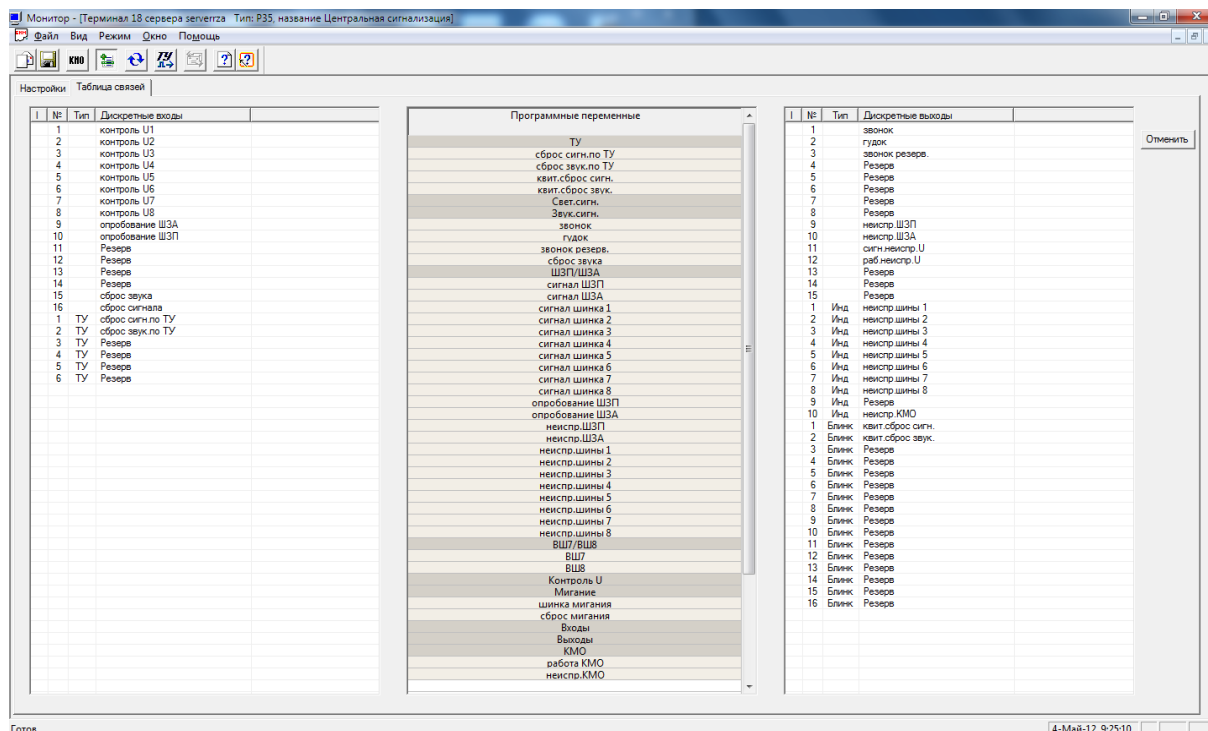 Монитор - [Терминал 18 сервера serverrza Тип: P35, название Центральная сигнализация]
Файл Вид Режим Окно Помощь
КМО ТУ
Настройки Таблица связей
I № Тип Дискретные входы
1 контроль U1
2 контроль U2
3 контроль U3
4 контроль U4
5 контроль U5
6 контроль U6
7 контроль U7
8 контроль U8
9 опробование ШЗА
10 опробование ШЗП
11 Резерв
12 Резерв
13 Резерв
14 Резерв
15 сброс звука
16 сброс сигнала
1 ТУ сброс сигн.по ТУ
2 ТУ сброс звук.по ТУ
3 ТУ Резерв
4 ТУ Резерв
5 ТУ Резерв
6 ТУ Резерв
Программные переменные
ТУ
сброс сигн.по ТУ
сброс звук.по ТУ
квит.сброс сигн.
квит.сброс звук.
Свет.сигн.
Звук.сигн.
звонок
гудок
звонок резерв.
сброс звука
ШЗП/ШЗА
сигнал ШЗП
сигнал ШЗА
сигнал шинка 1
сигнал шинка 2
сигнал шинка 3
сигнал шинка 4
сигнал шинка 5
сигнал шинка 6
сигнал шинка 7
сигнал шинка 8
опробование ШЗП
опробование ШЗА
неиспр.ШЗП
неиспр.ШЗА
неиспр.шины 1
неиспр.шины 2
неиспр.шины 3
неиспр.шины 4
неиспр.шины 5
неиспр.шины 6
неиспр.шины 7
неиспр.шины 8
ВШ7/ВШ8
ВШ7
ВШ8
Контроль U
Мигание
шинка мигания
сброс мигания
Входы
Выходы
КМО
работа КМО
неиспр.КМО
I № Тип Дискретные выходы
1 звонок
2 гудок
3 звонок резерв.
4 Резерв
5 Резерв
6 Резерв
7 Резерв
8 Резерв
9 неиспр.ШЗП
10 неиспр.ШЗА
11 сигн.неиспр.U
12 раб.неиспр.U
13 Резерв
14 Резерв
15 Резерв
1 Инд неиспр.шины 1
2 Инд неиспр.шины 2
3 Инд неиспр.шины 3
4 Инд неиспр.шины 4
5 Инд неиспр.шины 5
6 Инд неиспр.шины 6
7 Инд неиспр.шины 7
8 Инд неиспр.шины 8
9 Инд Резерв
10 Инд неиспр.КМО
1 Блинк квит.сброс сигн.
2 Блинк квит.сброс звук.
3 Блинк Резерв
4 Блинк Резерв
5 Блинк Резерв
6 Блинк Резерв
7 Блинк Резерв
8 Блинк Резерв
9 Блинк Резерв
10 Блинк Резерв
11 Блинк Резерв
12 Блинк Резерв
13 Блинк Резерв
14 Блинк Резерв
15 Блинк Резерв
16 Блинк Резерв
Отменить
Готов
4-Май-12 9:25:10